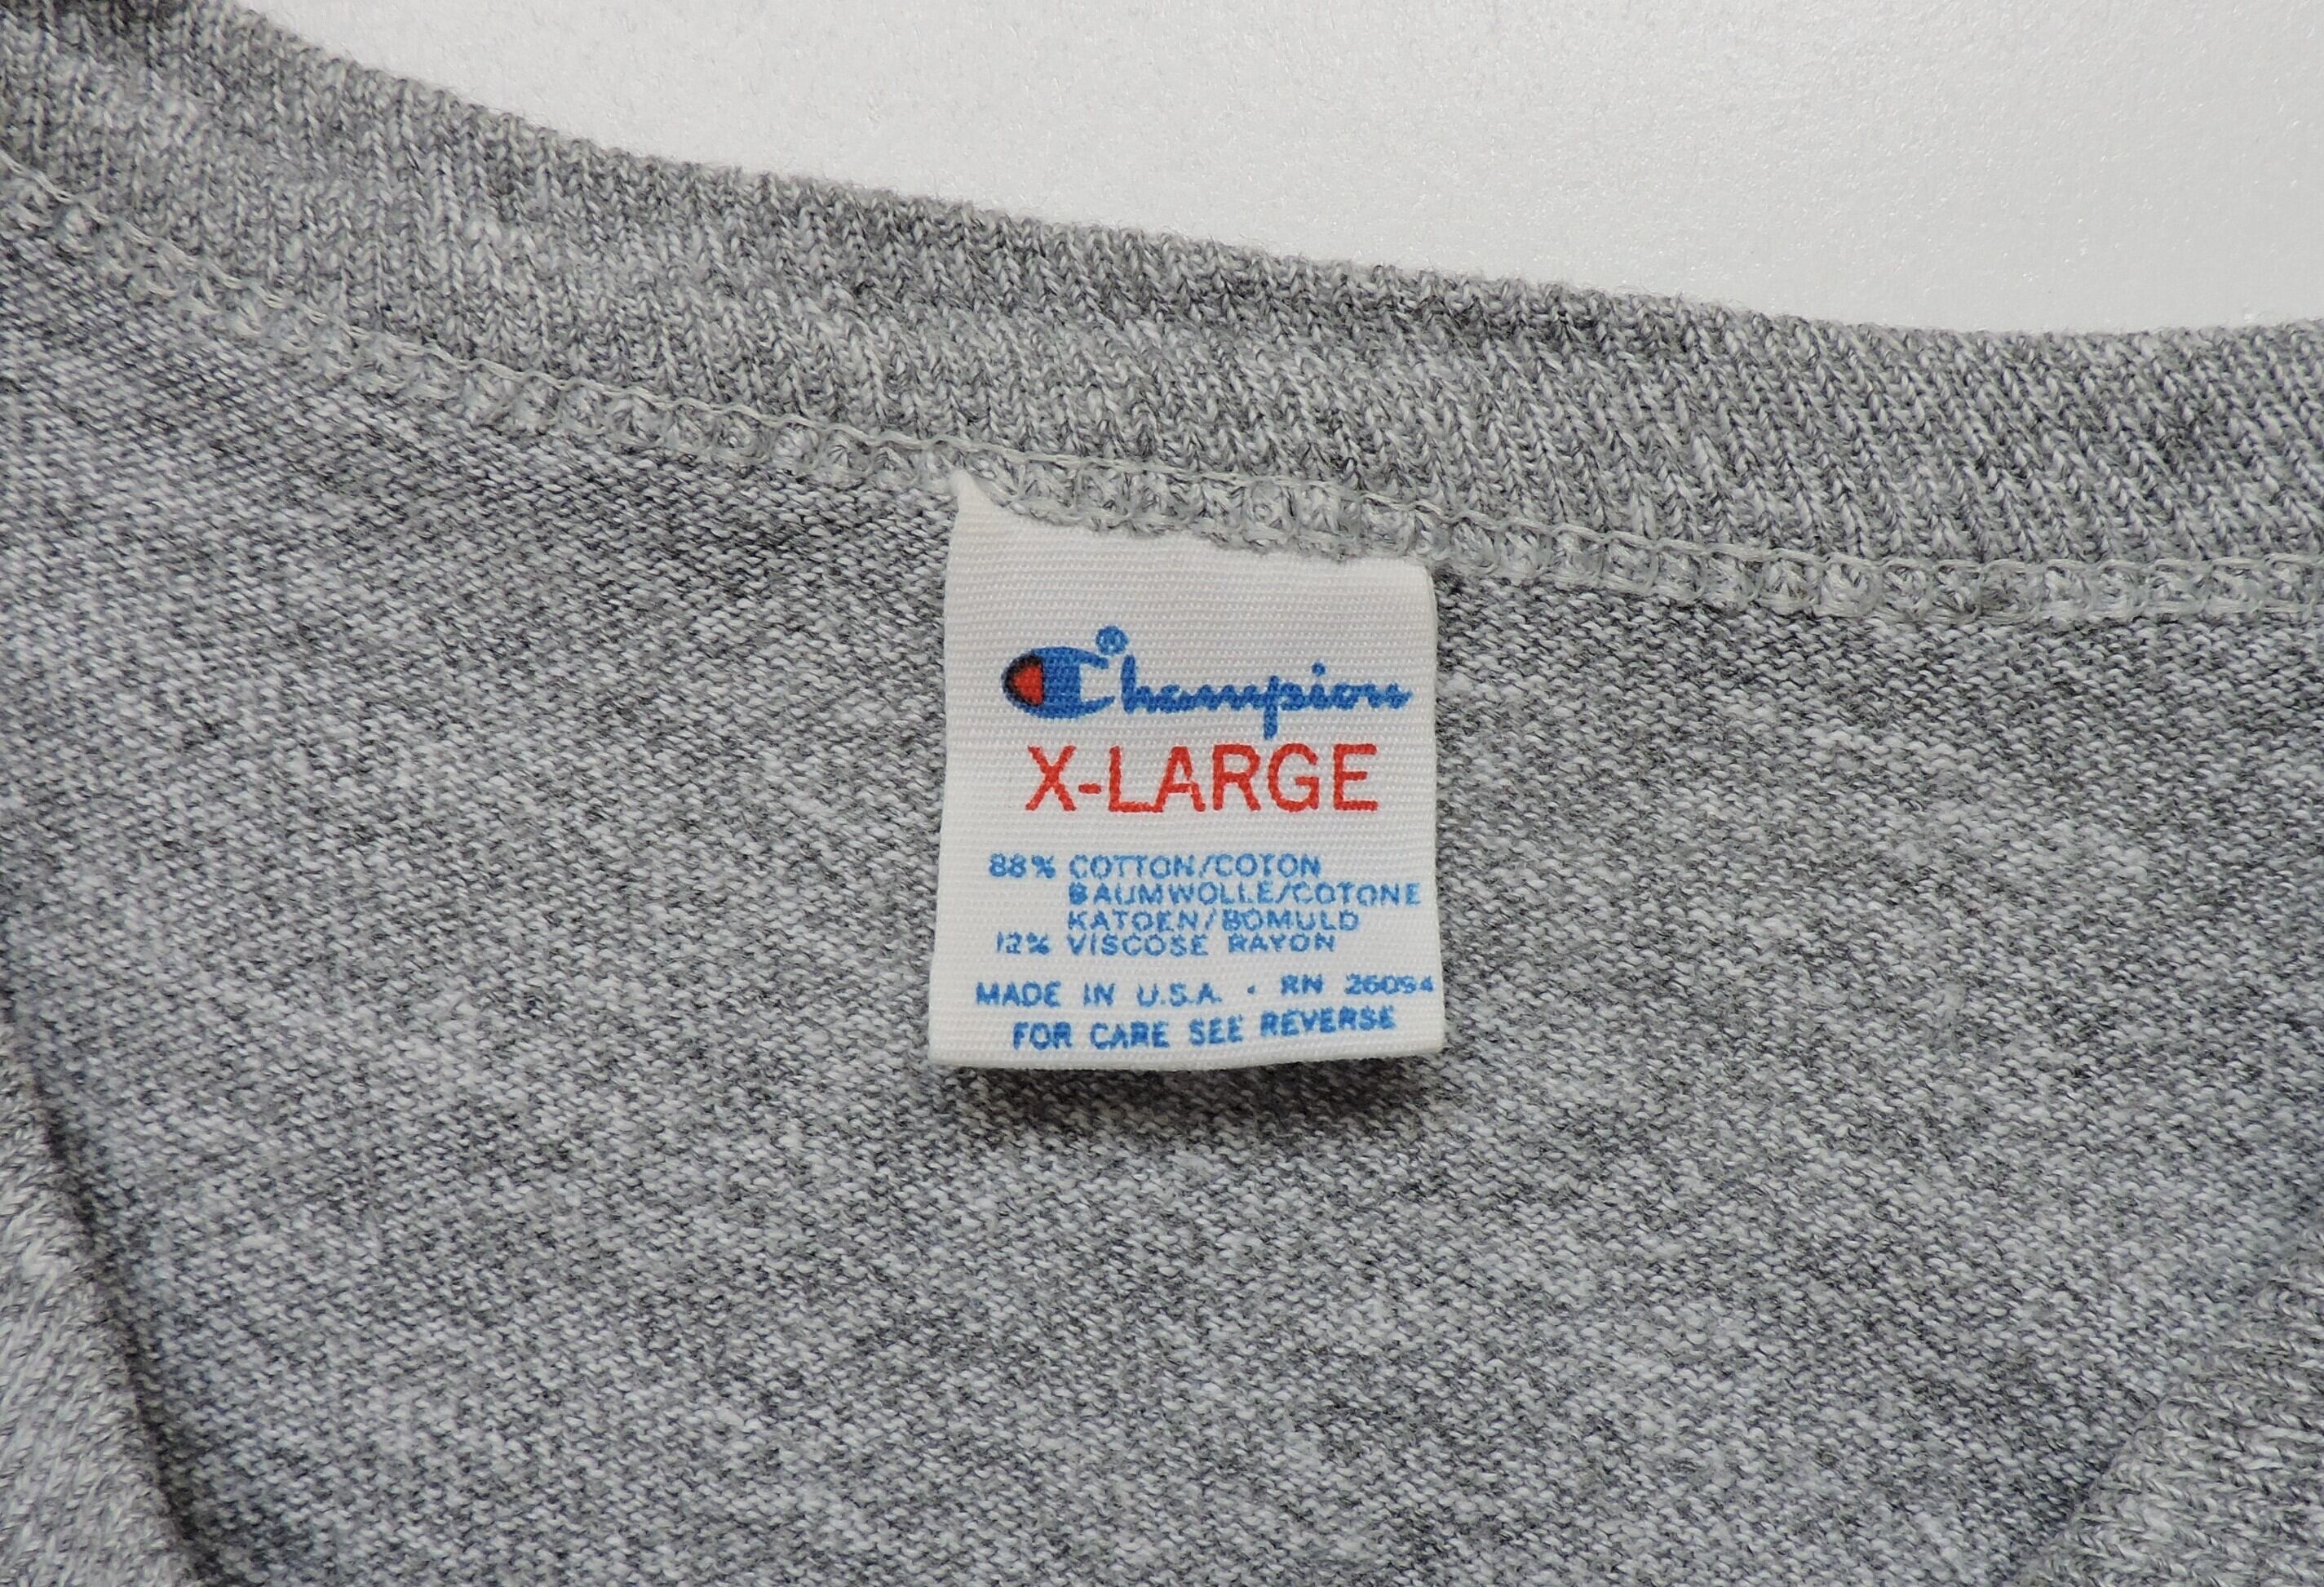 Champion®
X-LARGE
88% COTTON/COTON
BAUMWOLLE/COTONE
KATOEN/BOMULD
12% VISCOSE RAYON
MADE IN U.S.A. · RN 26094
FOR CARE SEE REVERSE